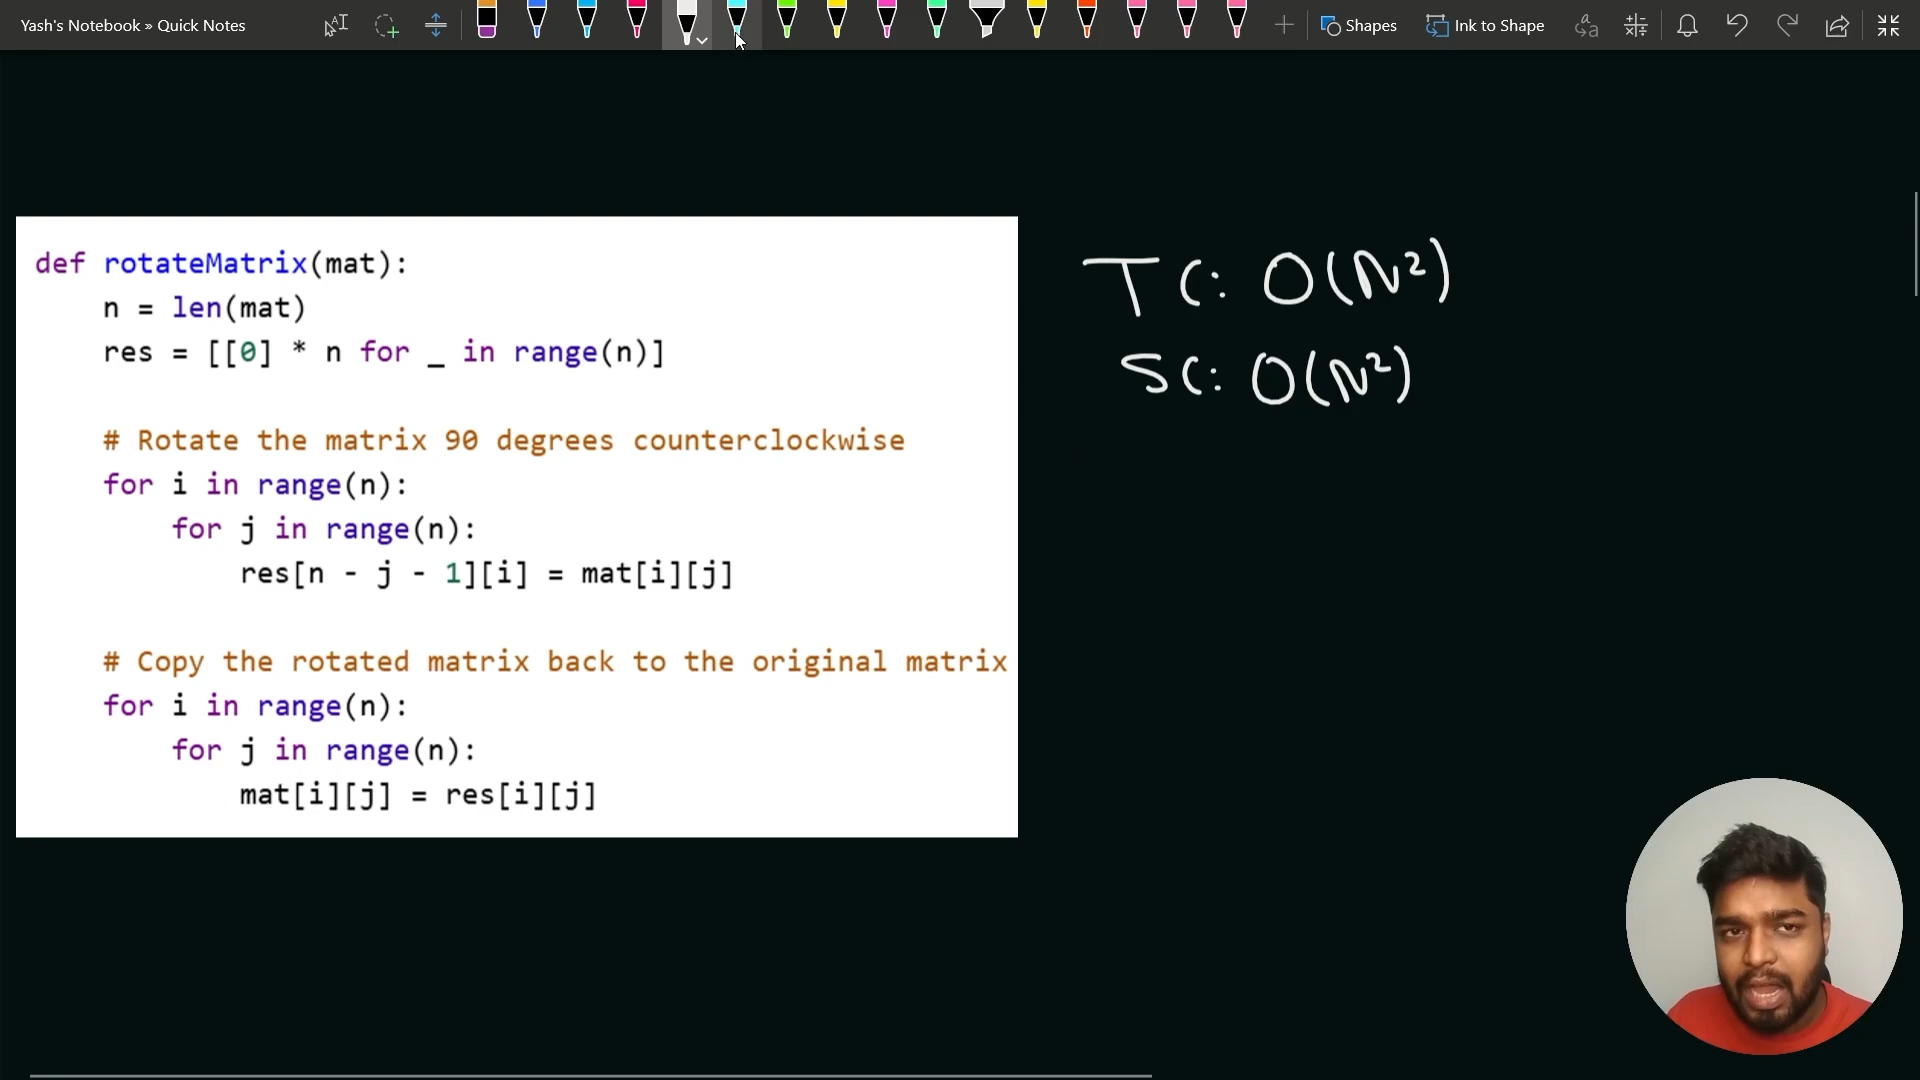 Yash's Notebook » Quick Notes
Shapes
Ink to Shape
def rotateMatrix(mat):
    n = len(mat)
    res = [[0] * n for _ in range(n)]
    # Rotate the matrix 90 degrees counterclockwise
    for i in range(n):
        for j in range(n):
            res[n - j - 1][i] = mat[i][j]
    # Copy the rotated matrix back to the original matrix
    for i in range(n):
        for j in range(n):
            mat[i][j] = res[i][j]
TC: O(N²)
SC: O(N²)